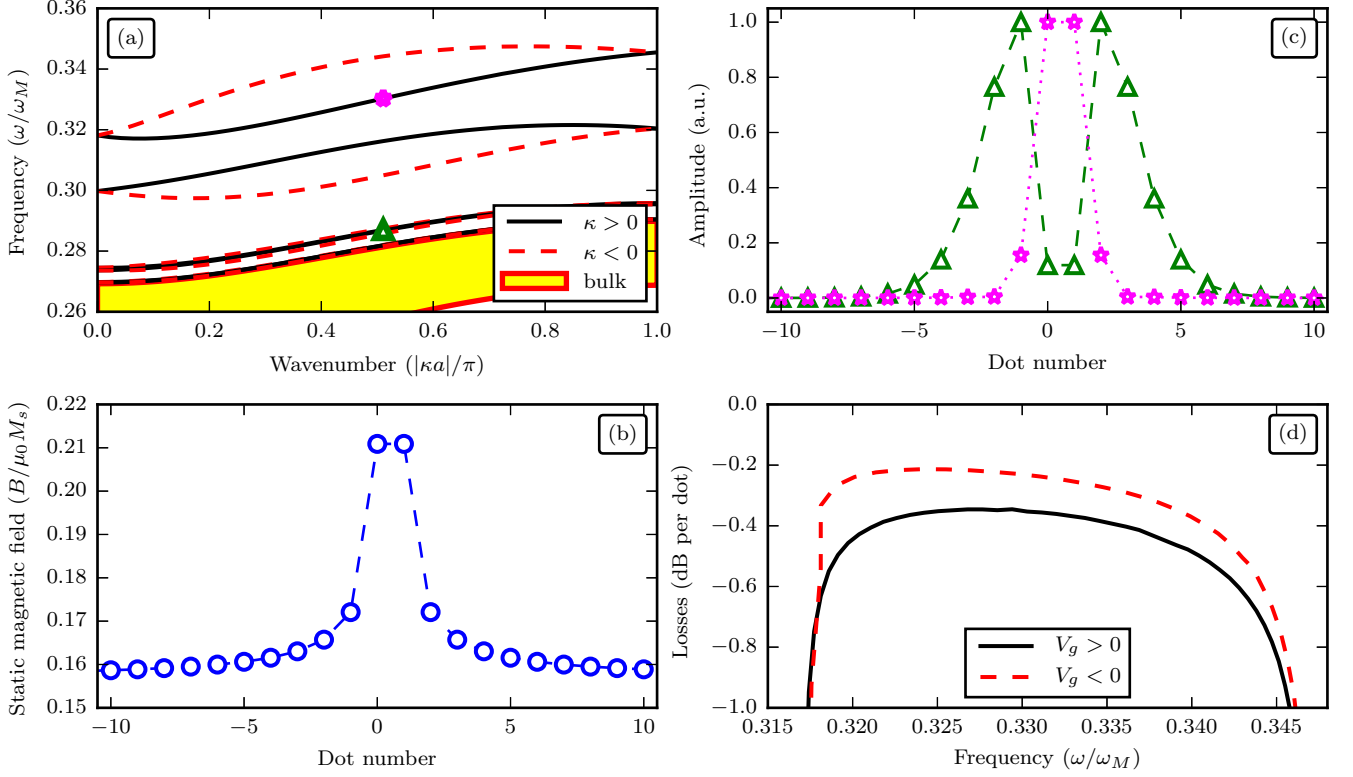 (a)
Frequency (ω/ω_M)
0.34
0.32
0.30
0.28
0.26
0.0
0.2
0.4
0.6
0.8
1.0
Wavenumber (|κa|/π)
κ > 0
κ < 0
bulk
(c)
Amplitude (a.u.)
1.0
0.8
0.6
0.4
0.2
0.0
−10
−5
0
5
10
Dot number
(b)
Static magnetic field (B/μ₀M_s)
0.22
0.21
0.20
0.19
0.18
0.17
0.16
0.15
−10
−5
0
5
10
Dot number
(d)
Losses (dB per dot)
0.0
−0.2
−0.4
−0.6
−0.8
−1.0
0.315
0.320
0.325
0.330
0.335
0.340
0.345
Frequency (ω/ω_M)
V_g > 0
V_g < 0